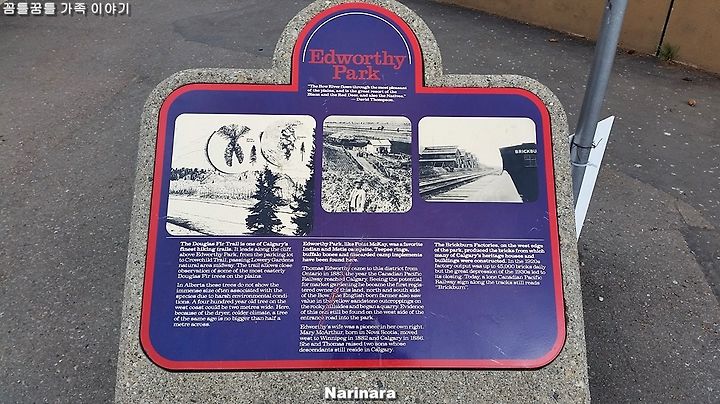 꼼틀꿈틀 가족 이야기
Edworthy
Park
"The Bow River flows through the most pleasant
of the plains, and is the great resort of the
Bison and the Red Deer, and also the Natives."
— David Thompson.
BRICKBU
The Douglas Fir Trail is one of Calgary's
finest hiking trails. It leads along the cliff
above Edworthy Park, from the parking lot
to Crowchild Trail, passing Lowery Gardens
natural area midway. The trail allows close
observation of some of the most easterly
Douglas Fir trees on the plains.
In Alberta these trees do not show the
immense size often associated with the
species due to harsh environmental condi-
tions. A four hundred year old tree on the
west coast could be two metres wide. Here,
because of the dryer, colder climate, a tree
of the same age is no bigger than half a
metre across.
Edworthy Park, like Point McKay, was a favorite
Indian and Metis campsite. Teepee rings,
buffalo bones and discarded camp implements
have been found here.
Thomas Edworthy came to this district from
Ontario in 1883, the year the Canadian Pacific
Railway reached Calgary. Seeing the potential
for market gardening he became the first regis-
tered owner of this land, north and south side
of the Bow. The English-born farmer also saw
value in the yellow sandstone outcroppings on
the rocky hillsides and began a quarry. Evidence
of this can still be found on the west side of the
entrance road into the park.
Edworthy's wife was a pioneer in her own right.
Mary McArthur, born in Nova Scotia, moved
west to Winnipeg in 1882 and Calgary in 1886.
She and Thomas raised two sons whose
descendants still reside in Calgary.
The Brickburn Factories, on the west edge
of the park, produced the bricks from which
many of Calgary's heritage houses and
buildings were constructed. In the 1920s
factory output was up to 45,000 bricks daily
but the great depression of the 1930s led to
its closing. Today, a lone Canadian Pacific
Railway sign along the tracks still reads
"Brickburn".
Narinara